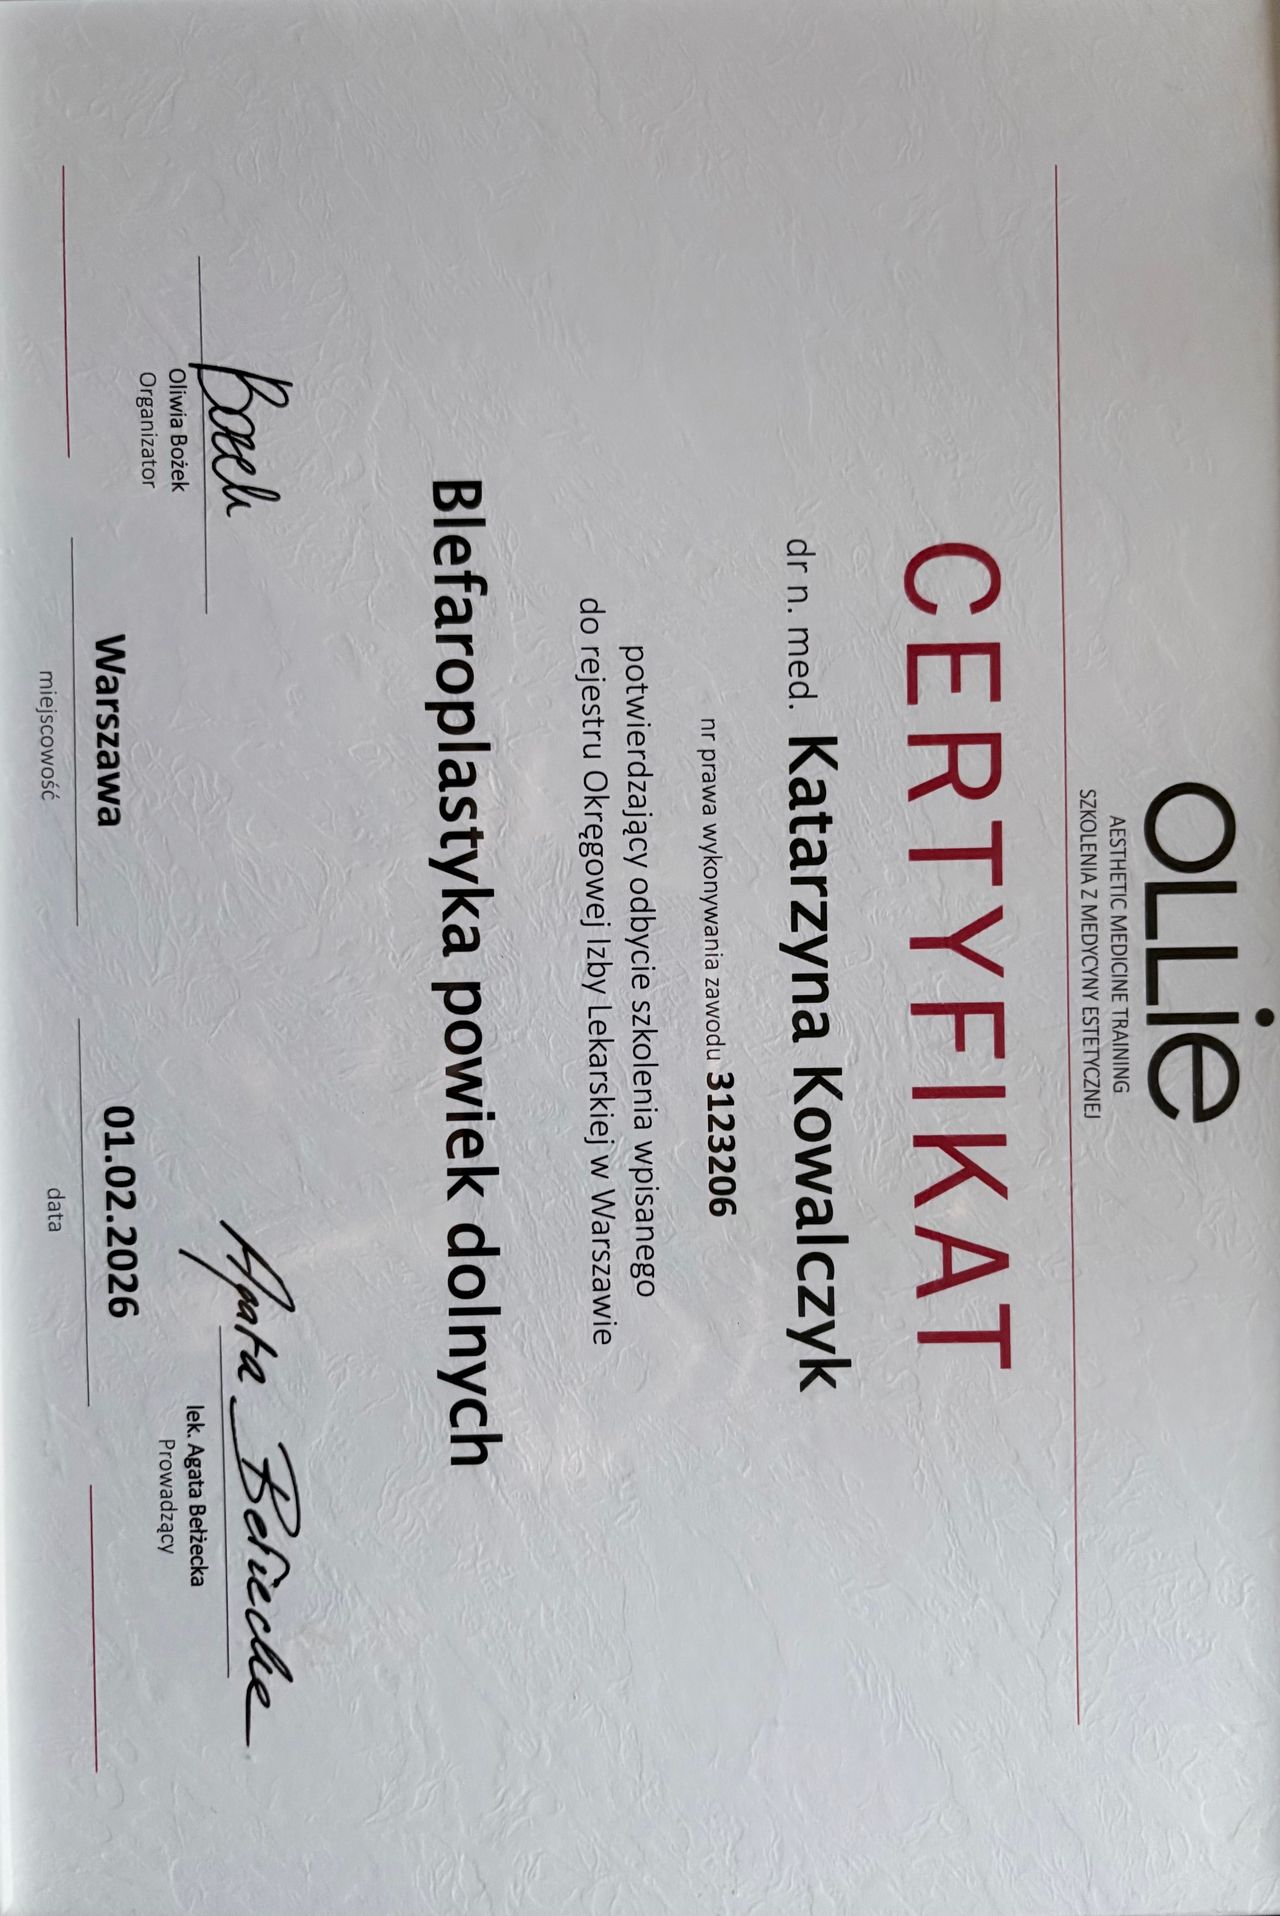 OLLie
AESTHETIC MEDICINE TRAINING
SZKOLENIA Z MEDYCYNY ESTETYCZNEJ
CERTYFIKAT
dr n. med. Katarzyna Kowalczyk
nr prawa wykonywania zawodu 3123206
potwierdzający odbycie szkolenia wpisanego
do rejestru Okręgowej Izby Lekarskiej w Warszawie
Blefaroplastyka powiek dolnych
Bożek
Oliwia Bożek
Organizator
Agata Bełżecka
lek. Agata Bełżecka
Prowadzący
Warszawa
miejscowość
01.02.2026
data